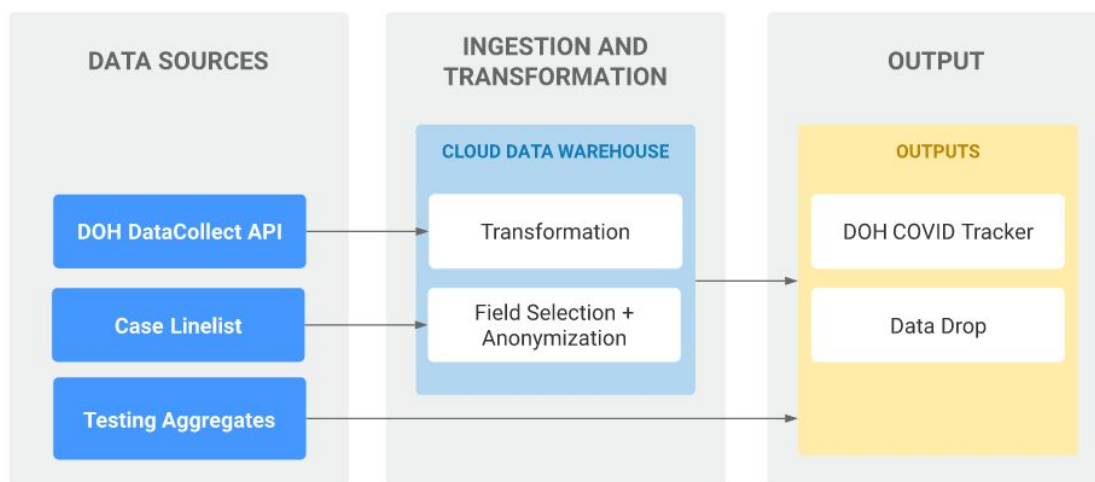 DATA SOURCES
DOH DataCollect API
Case Linelist
Testing Aggregates
INGESTION AND
TRANSFORMATION
CLOUD DATA WAREHOUSE
Transformation
Field Selection +
Anonymization
OUTPUT
OUTPUTS
DOH COVID Tracker
Data Drop